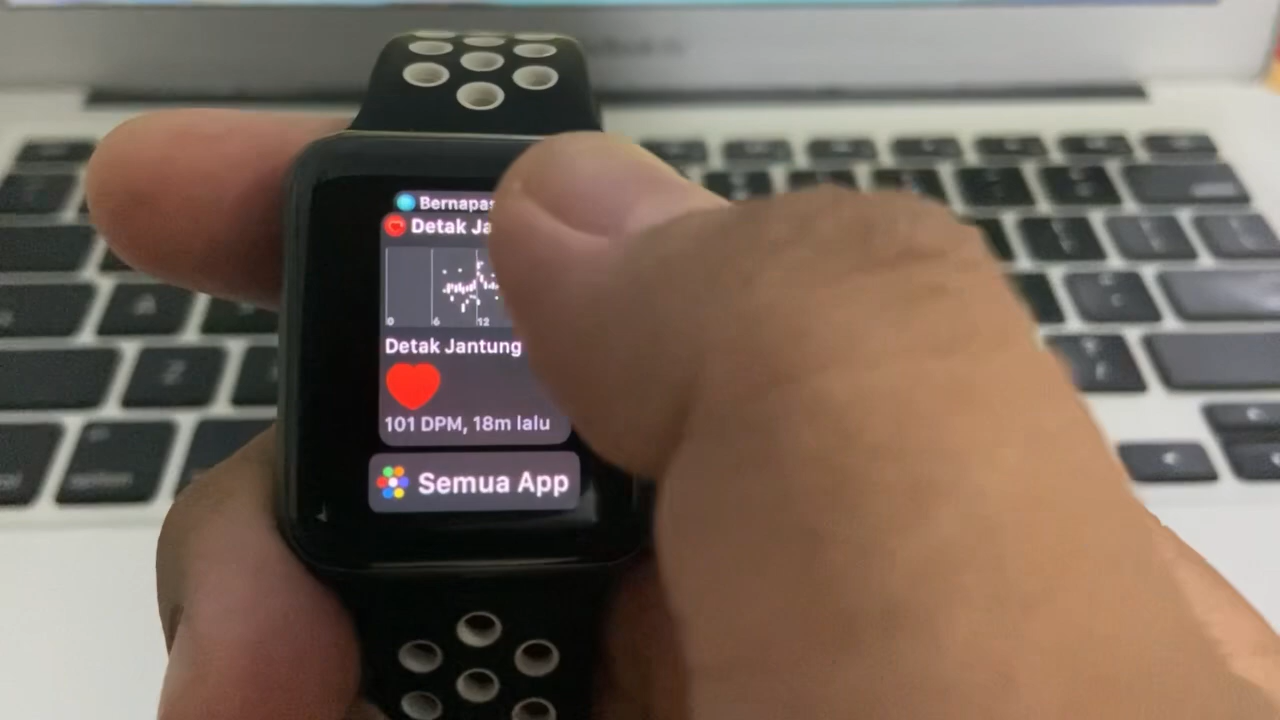 Bernapas
Detak Ja
0 6 12
Detak Jantung
101 DPM, 18m lalu
Semua App
A
Z